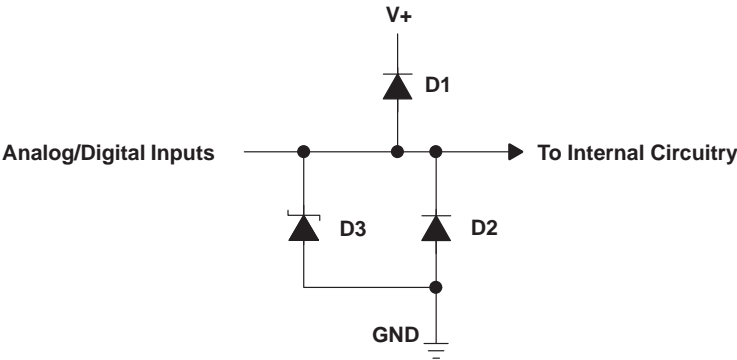 V+
D1
Analog/Digital Inputs
To Internal Circuitry
D3
D2
GND